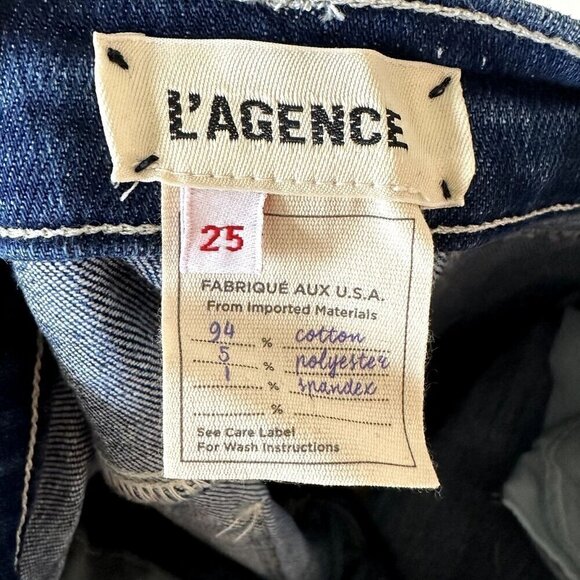 L'AGENCE
25
FABRIQUÉ AUX U.S.A.
From Imported Materials
94 % cotton
5 % polyester
1 % spandex
%
See Care Label
For Wash Instructions